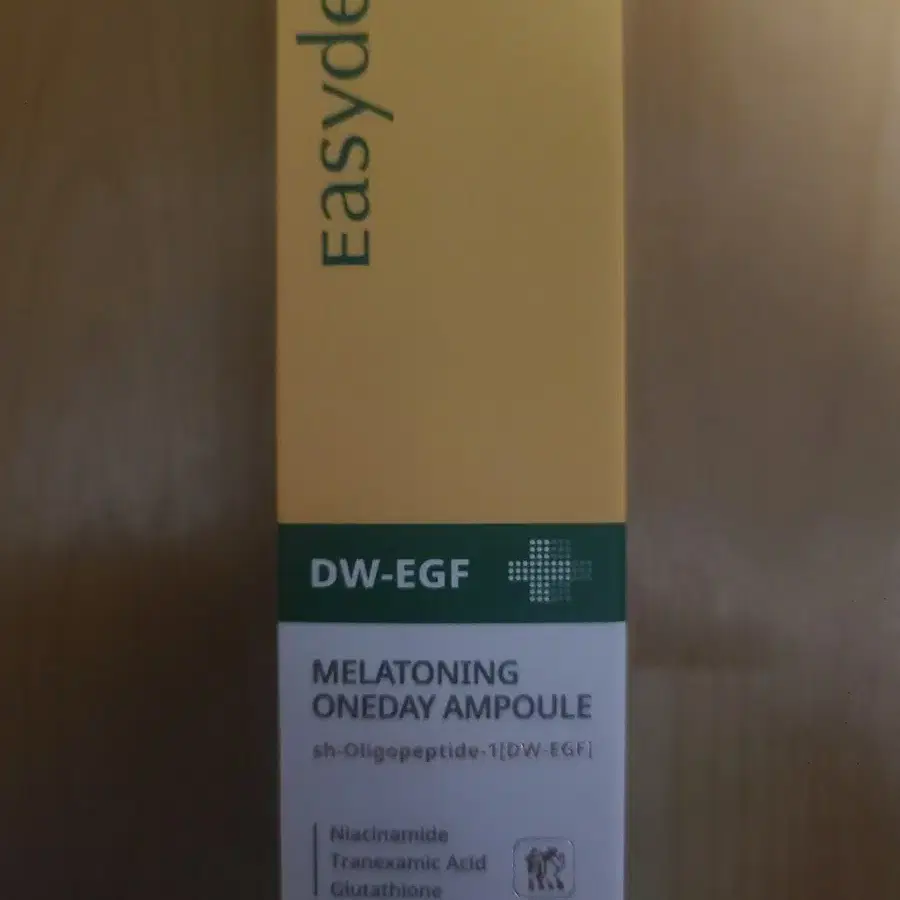 Easyde
DW-EGF
MELATONING
ONEDAY AMPOULE
sh-Oligopeptide-1[DW-EGF]
Niacinamide
Tranexamic Acid
Glutathione